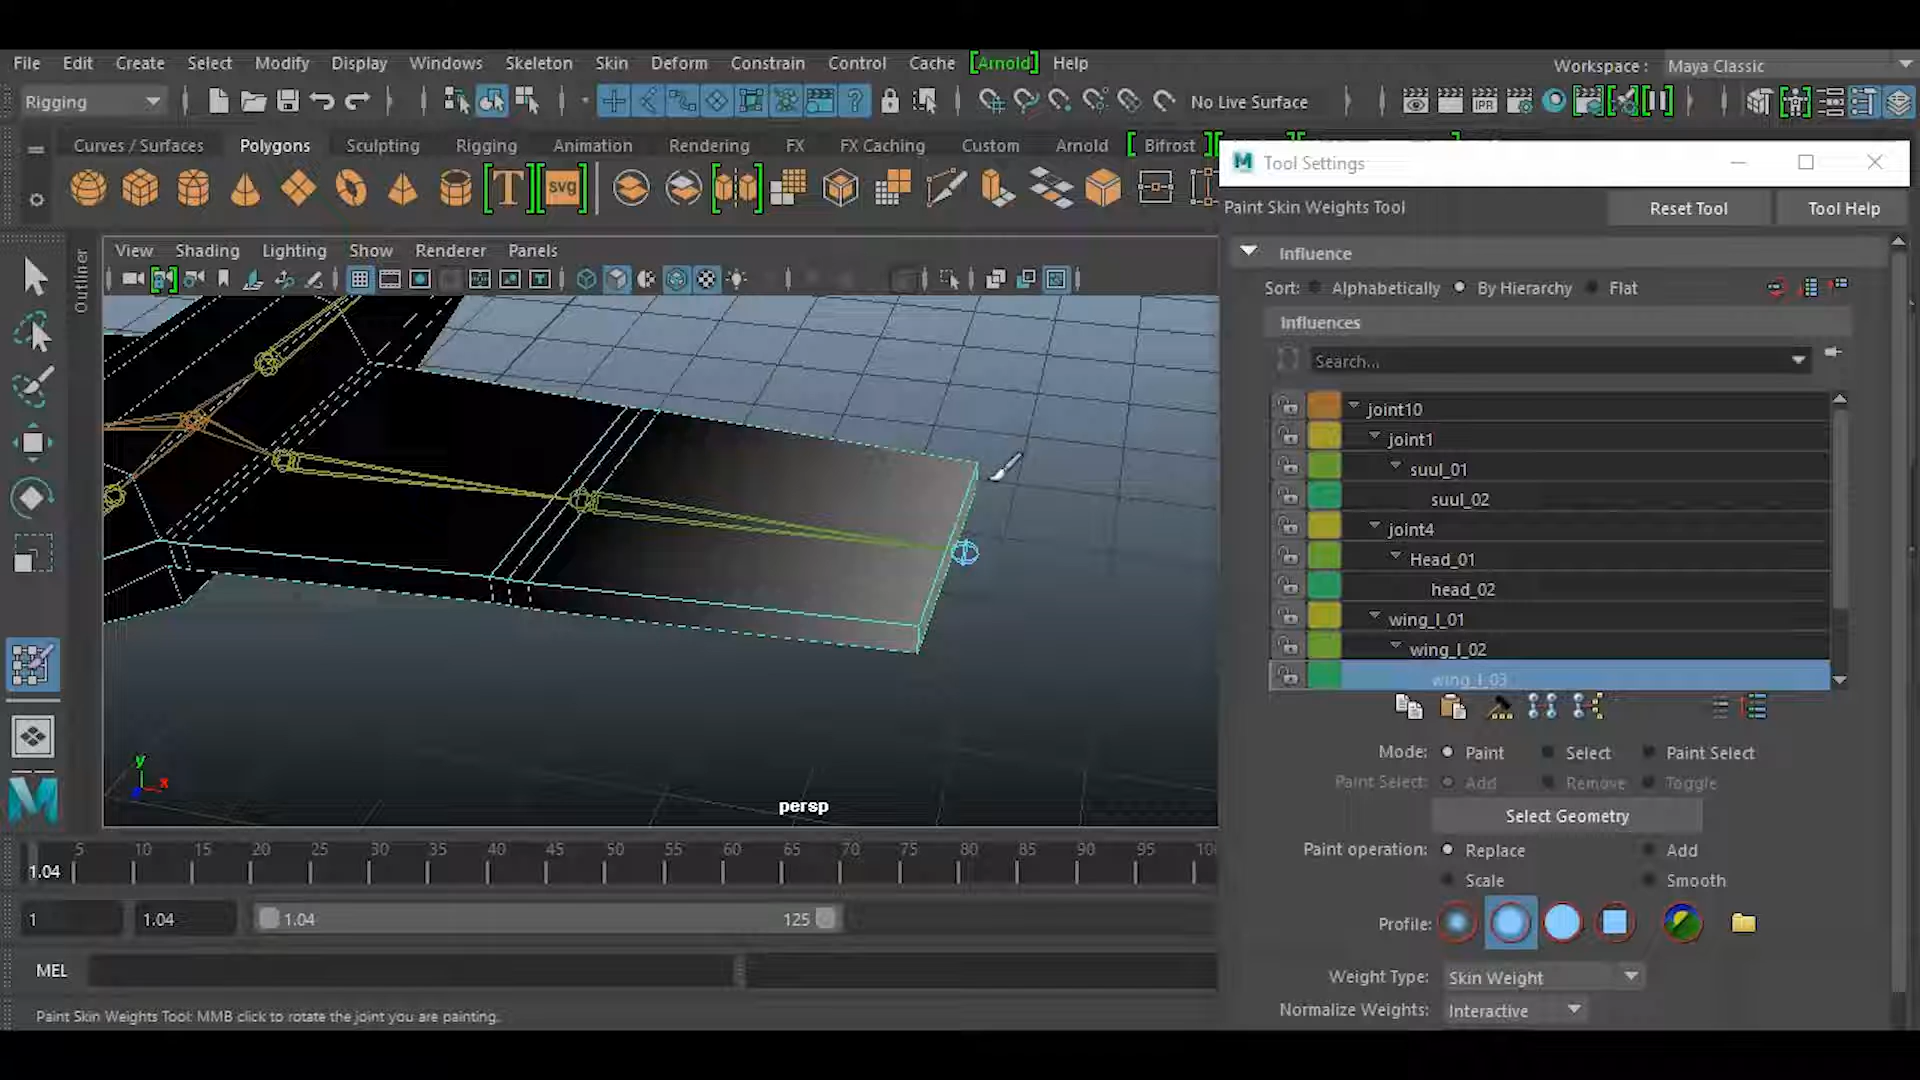 File Edit Create Select Modify Display Windows Skeleton Skin Deform Constrain Control Cache [Arnold] Help
Workspace : Maya Classic
Rigging
No Live Surface
IPR
Curves / Surfaces Polygons Sculpting Rigging Animation Rendering FX FX Caching Custom Arnold [ Bifrost
T svg
Tool Settings
Paint Skin Weights Tool
Reset Tool
Tool Help
Outliner
View Shading Lighting Show Renderer Panels
Influence
Sort: Alphabetically By Hierarchy Flat
Influences
Search...
joint10
joint1
suul_01
suul_02
joint4
Head_01
head_02
wing_l_01
wing_l_02
wing_l_03
Mode: Paint Select Paint Select
Paint Select: Add Remove Toggle
Select Geometry
Paint operation: Replace Add
Scale Smooth
Profile:
Weight Type: Skin Weight
Normalize Weights: Interactive
y
x
z
persp
5 10 15 20 25 30 35 40 45 50 55 60 65 70 75 80 85 90 95 100
1.04
1 1.04 1.04 125
MEL
Paint Skin Weights Tool: MMB click to rotate the joint you are painting.